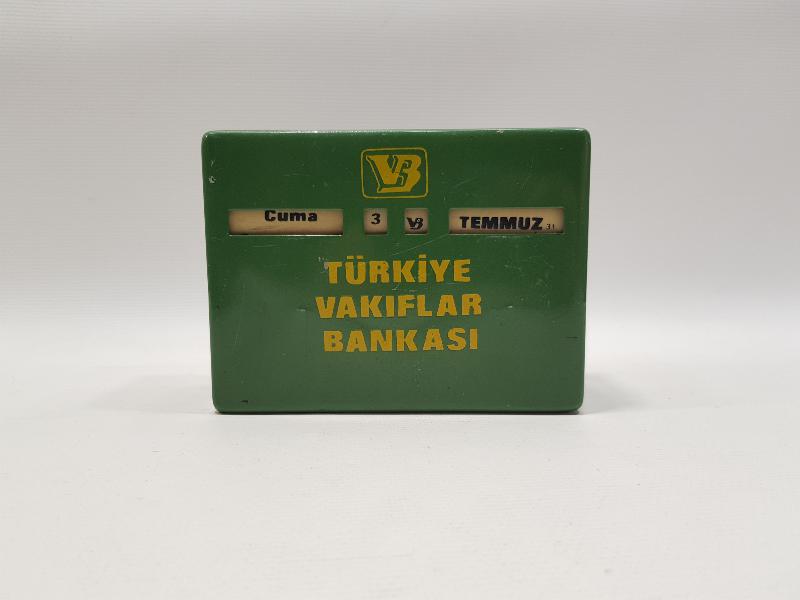 VB
Cuma 3 VB TEMMUZ 31
TÜRKİYE
VAKIFLAR
BANKASI